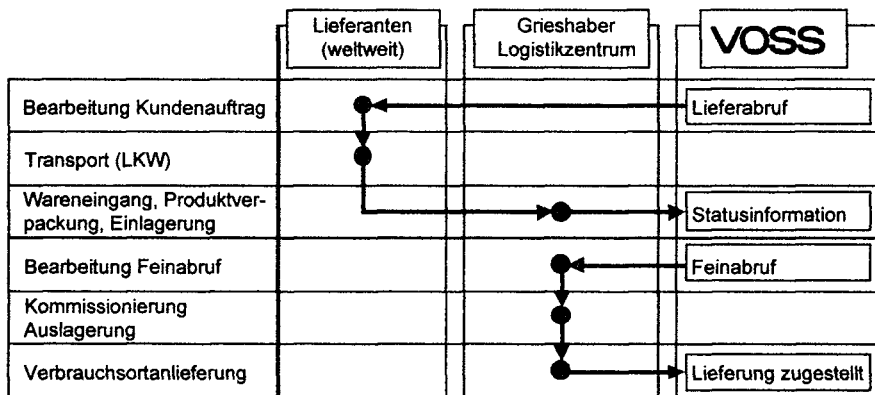 Lieferanten
(weltweit)
Grieshaber
Logistikzentrum
VOSS
Bearbeitung Kundenauftrag
Lieferabruf
Transport (LKW)
Wareneingang, Produktver-
packung, Einlagerung
Statusinformation
Bearbeitung Feinabruf
Feinabruf
Kommissionierung
Auslagerung
Verbrauchsortanlieferung
Lieferung zugestellt